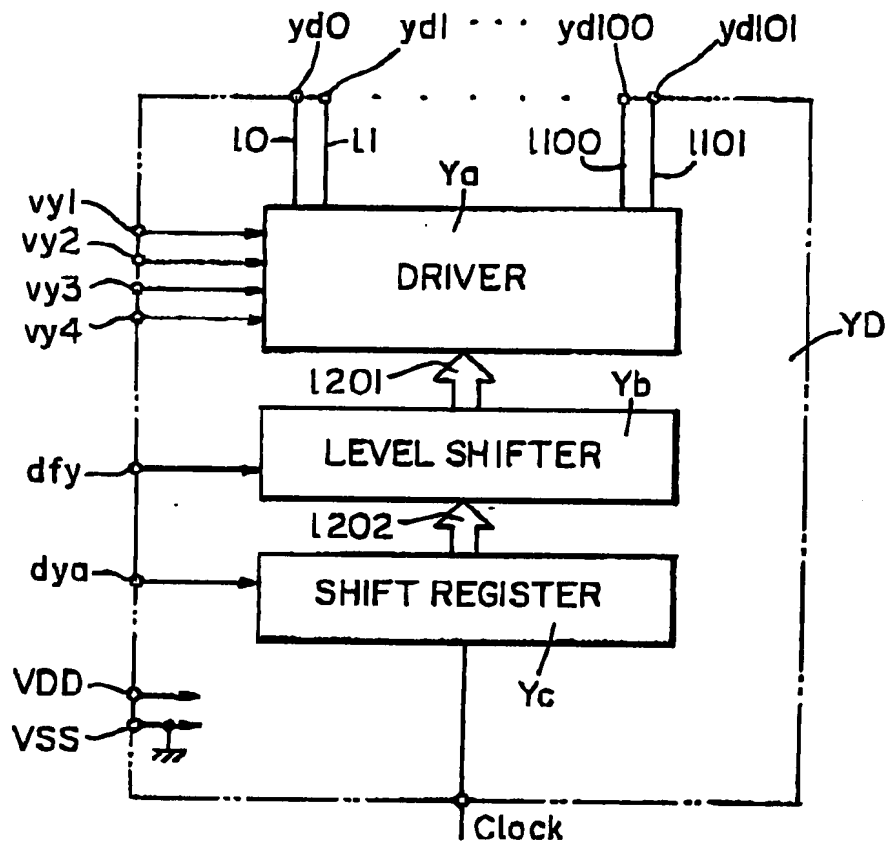 yd0 yd1 ··· yd100 yd101
l0 l1 l100 l101
Ya
vy1
vy2
vy3
vy4
DRIVER
YD
l201
Yb
LEVEL SHIFTER
dfy
l202
dya
SHIFT REGISTER
Yc
VDD
VSS
Clock